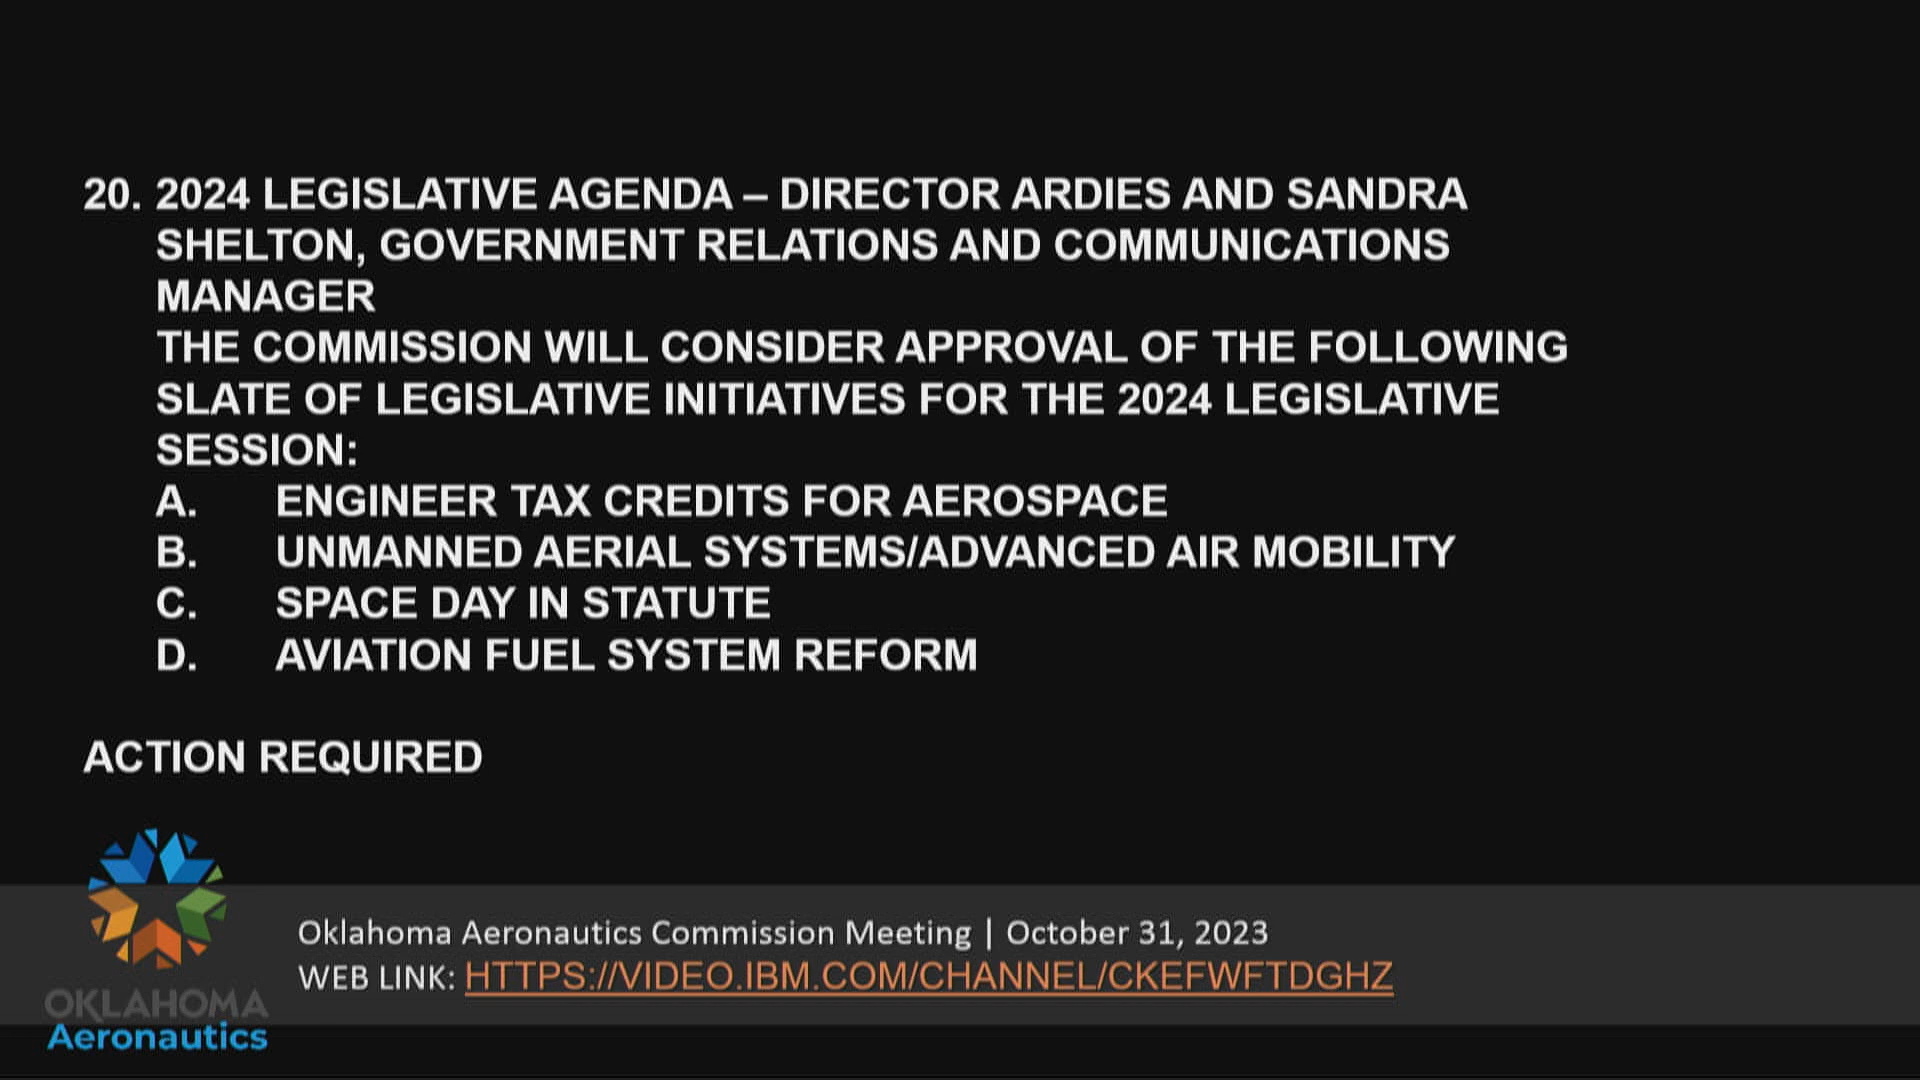 20. 2024 LEGISLATIVE AGENDA – DIRECTOR ARDIES AND SANDRA
SHELTON, GOVERNMENT RELATIONS AND COMMUNICATIONS
MANAGER
THE COMMISSION WILL CONSIDER APPROVAL OF THE FOLLOWING
SLATE OF LEGISLATIVE INITIATIVES FOR THE 2024 LEGISLATIVE
SESSION:
A. ENGINEER TAX CREDITS FOR AEROSPACE
B. UNMANNED AERIAL SYSTEMS/ADVANCED AIR MOBILITY
C. SPACE DAY IN STATUTE
D. AVIATION FUEL SYSTEM REFORM
ACTION REQUIRED
Oklahoma Aeronautics Commission Meeting | October 31, 2023
WEB LINK: HTTPS://VIDEO.IBM.COM/CHANNEL/CKEFWFTDGHZ
OKLAHOMA
Aeronautics